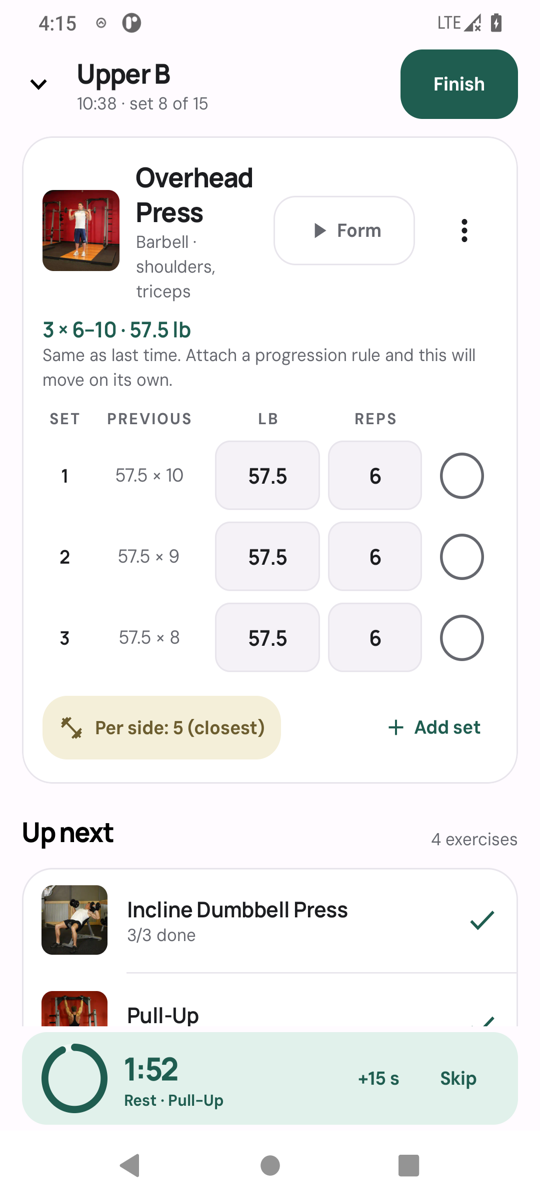 4:15
LTE
Upper B
10:38 · set 8 of 15
Finish
Overhead
Press
Barbell ·
shoulders,
triceps
Form
3 × 6–10 · 57.5 lb
Same as last time. Attach a progression rule and this will
move on its own.
SET PREVIOUS LB REPS
1 57.5 × 10 57.5 6
2 57.5 × 9 57.5 6
3 57.5 × 8 57.5 6
Per side: 5 (closest)
+ Add set
Up next
4 exercises
Incline Dumbbell Press
3/3 done
Pull-Up
1:52
Rest · Pull-Up
+15 s
Skip